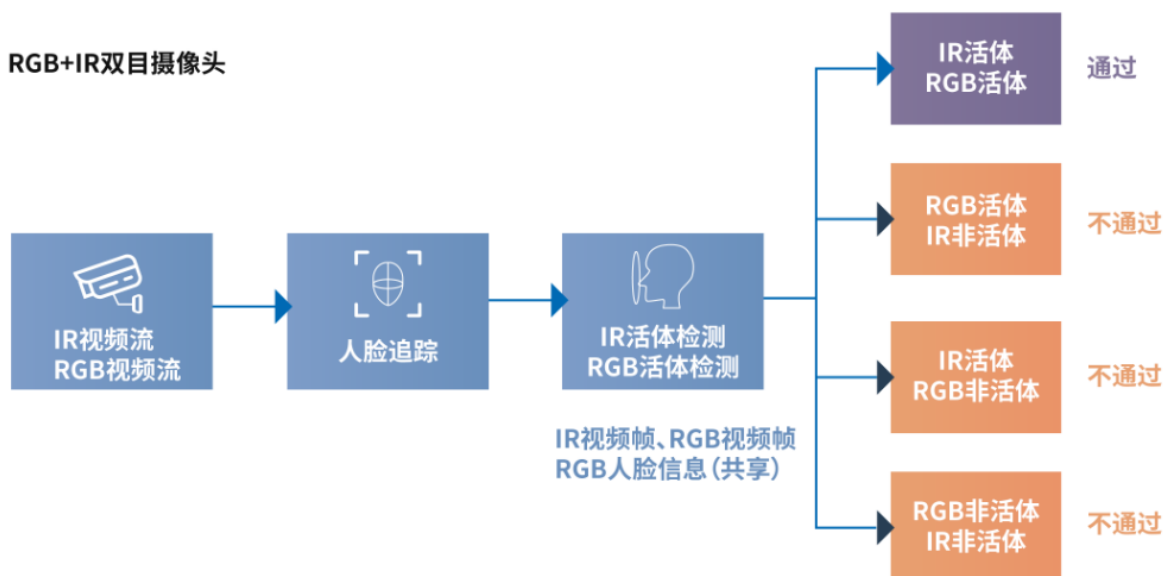 RGB+IR双目摄像头
IR视频流
RGB视频流
人脸追踪
IR活体检测
RGB活体检测
IR视频帧、RGB视频帧
RGB人脸信息(共享)
IR活体
RGB活体
通过
RGB活体
IR非活体
不通过
IR活体
RGB非活体
不通过
RGB非活体
IR非活体
不通过